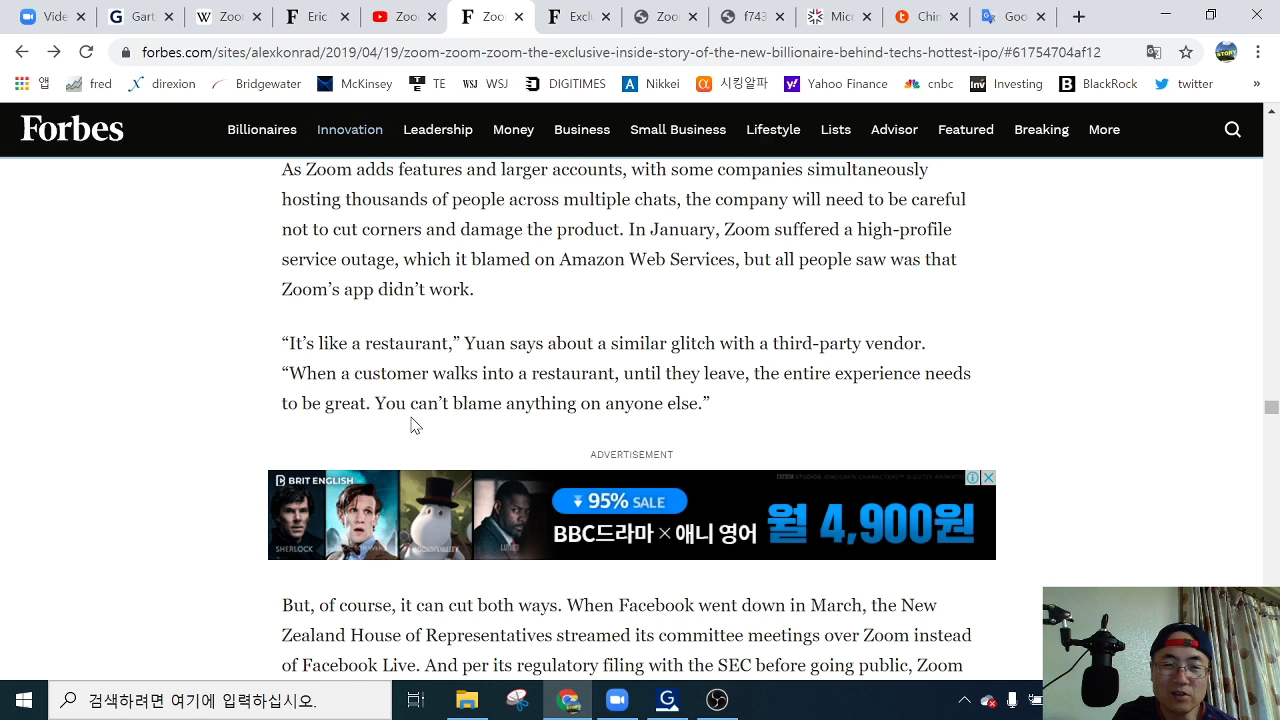 Vide
Gart
Zoor
Eric
Zoo
Zoo
Exclu
Zoo
f743
Micr
Chir
Goo
forbes.com/sites/alexkonrad/2019/04/19/zoom-zoom-zoom-the-exclusive-inside-story-of-the-new-billionaire-behind-techs-hottest-ipo/#61754704af12
앱 fred direxion Bridgewater McKinsey TE WSJ WSJ DIGITIMES Nikkei 시킹알파 Yahoo Finance cnbc Investing BlackRock twitter »
Forbes
Billionaires Innovation Leadership Money Business Small Business Lifestyle Lists Advisor Featured Breaking More
As Zoom adds features and larger accounts, with some companies simultaneously
hosting thousands of people across multiple chats, the company will need to be careful
not to cut corners and damage the product. In January, Zoom suffered a high-profile
service outage, which it blamed on Amazon Web Services, but all people saw was that
Zoom’s app didn’t work.
“It’s like a restaurant,” Yuan says about a similar glitch with a third-party vendor.
“When a customer walks into a restaurant, until they leave, the entire experience needs
to be great. You can’t blame anything on anyone else.”
ADVERTISEMENT
BRIT ENGLISH
SHERLOCK
LUTHER
95% SALE
BBC드라마 × 애니 영어
월 4,900원
But, of course, it can cut both ways. When Facebook went down in March, the New
Zealand House of Representatives streamed its committee meetings over Zoom instead
of Facebook Live. And per its regulatory filing with the SEC before going public, Zoom
검색하려면 여기에 입력하십시오.